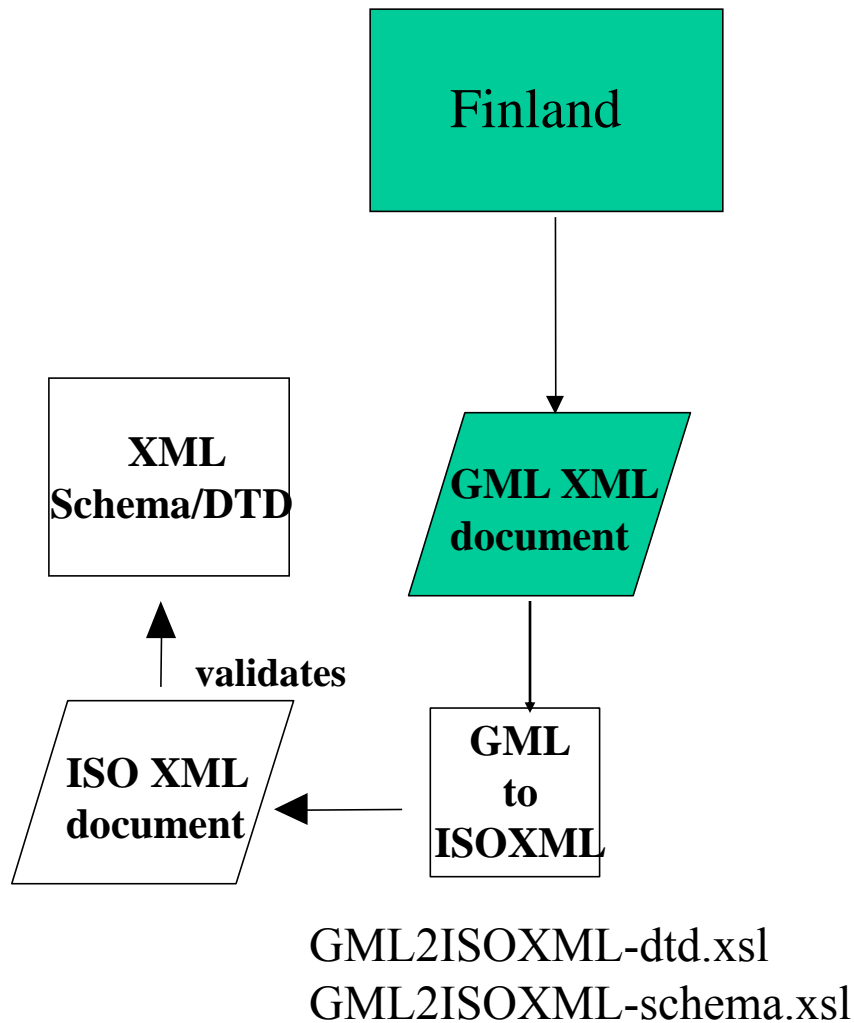 Finland
XML
Schema/DTD
GML XML
document
validates
GML
to
ISOXML
ISO XML
document
GML2ISOXML-dtd.xsl
GML2ISOXML-schema.xsl